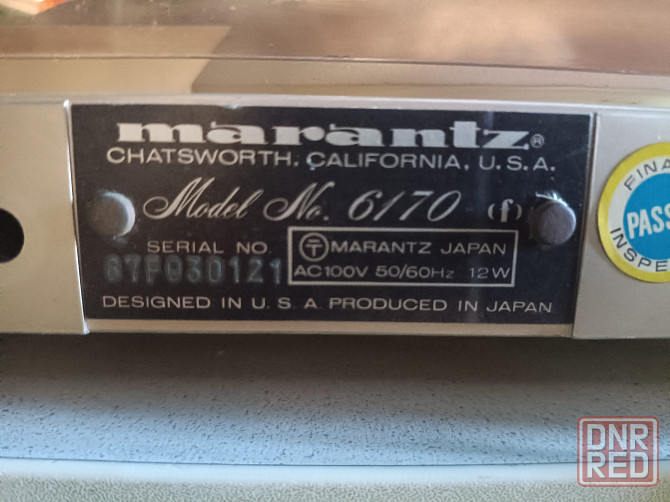 marantz®
CHATSWORTH, CALIFORNIA, U.S.A.
Model No. 6170 (f)
SERIAL NO.
67F030121
Ⓣ MARANTZ JAPAN
AC100V 50/60Hz 12W
DESIGNED IN U.S.A PRODUCED IN JAPAN
FINA
PASS
INSPE
DNR
RED